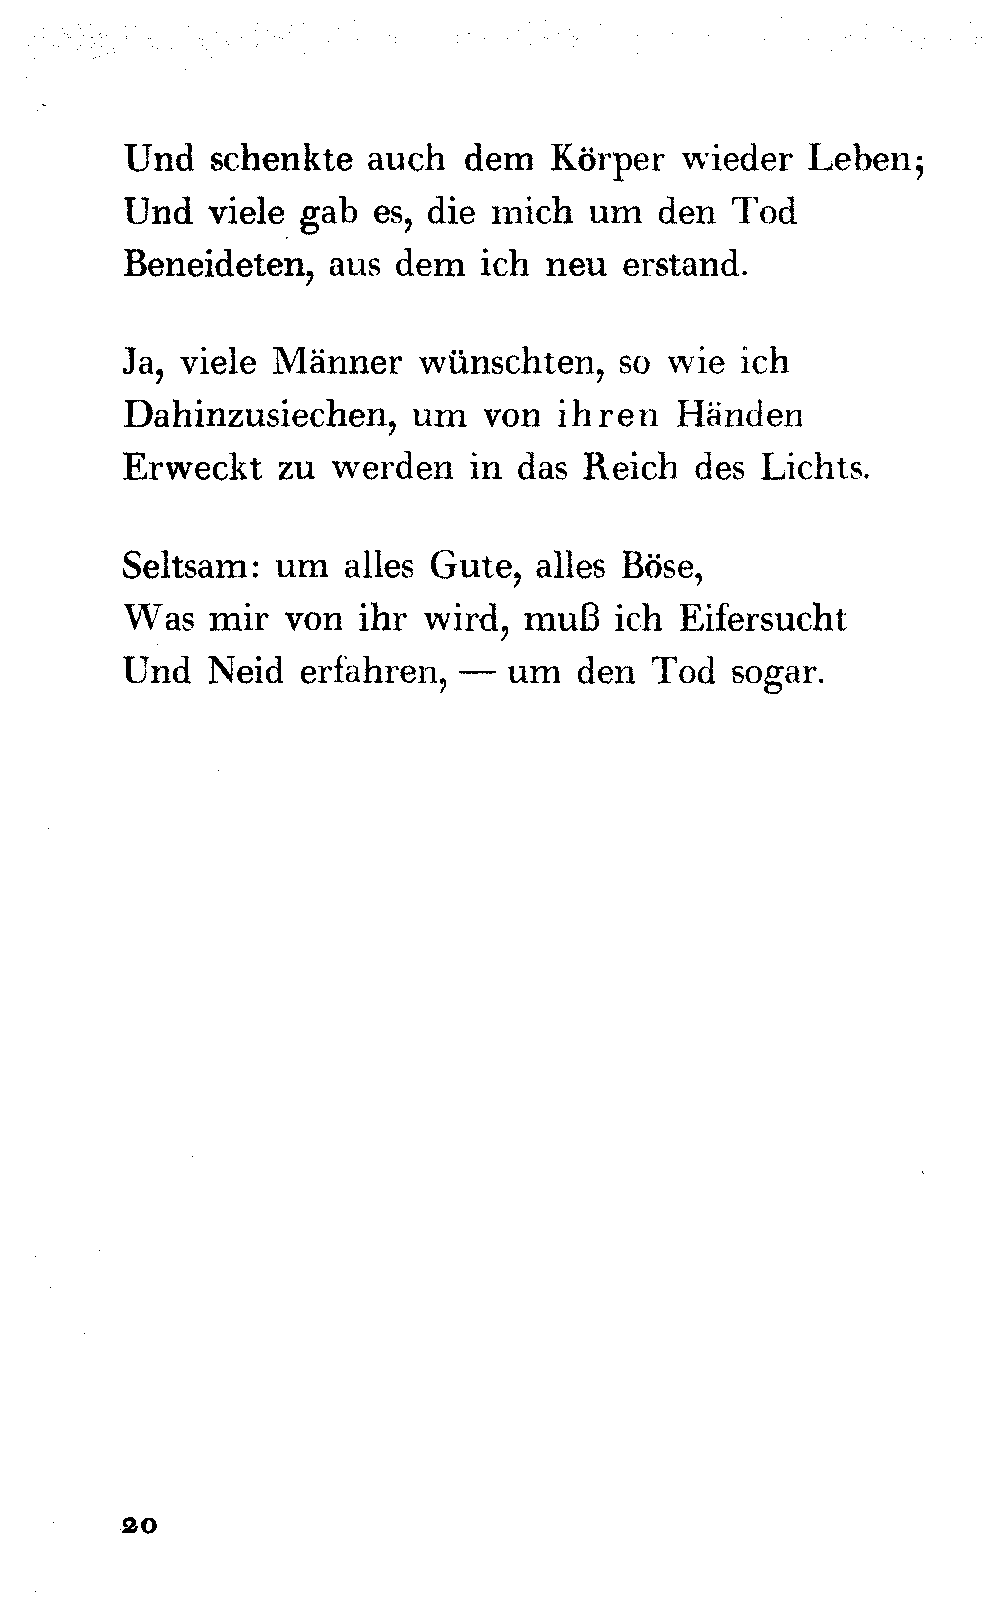 Und schenkte auch dem Körper wieder Leben;
Und viele gab es, die mich um den Tod
Beneideten, aus dem ich neu erstand.

Ja, viele Männer wünschten, so wie ich
Dahinzusiechen, um von ihren Händen
Erweckt zu werden in das Reich des Lichts.

Seltsam: um alles Gute, alles Böse,
Was mir von ihr wird, muß ich Eifersucht
Und Neid erfahren, — um den Tod sogar.

20